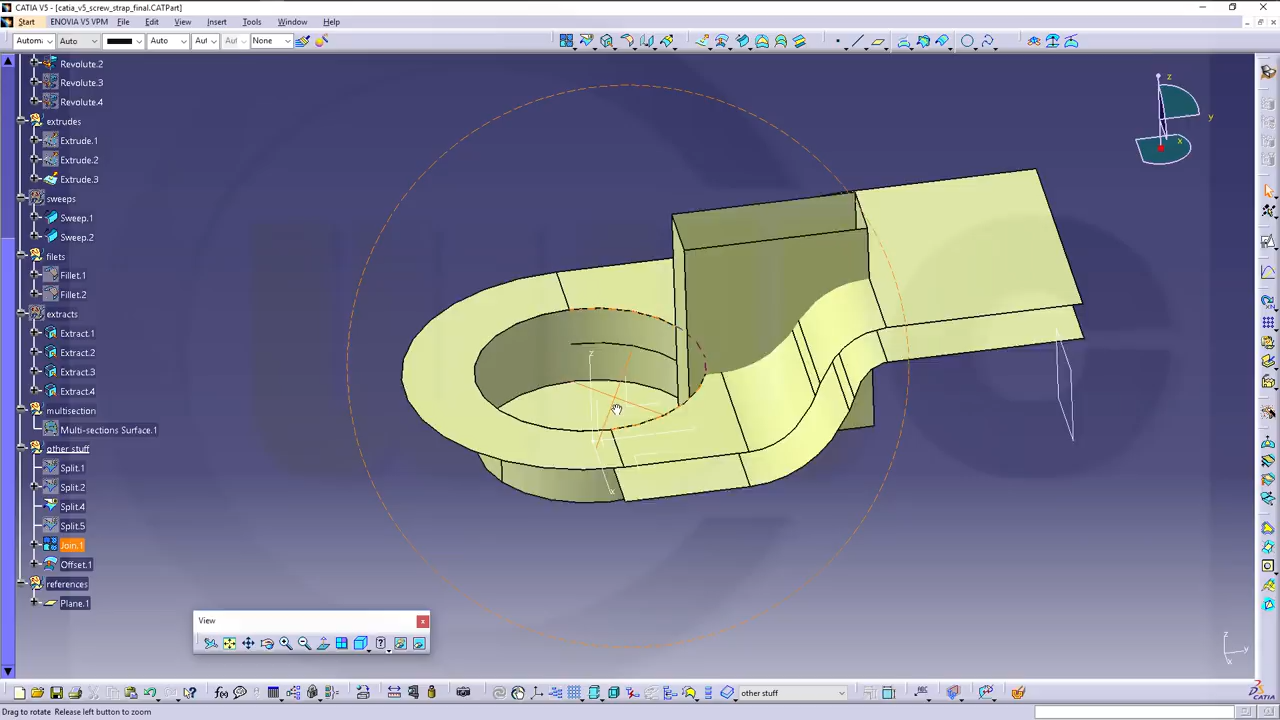 CATIA V5 - [catia_v5_screw_strap_final.CATPart]
Start ENOVIA V5 VPM File Edit View Insert Tools Window Help
Automa Auto Auto Aut Aut None
Revolute.2
Revolute.3
Revolute.4
extrudes
Extrude.1
Extrude.2
Extrude.3
sweeps
Sweep.1
Sweep.2
filets
Fillet.1
Fillet.2
extracts
Extract.1
Extract.2
Extract.3
Extract.4
multisection
Multi-sections Surface.1
other stuff
Split.1
Split.2
Split.4
Split.5
Join.1
Offset.1
references
Plane.1
z
y
x
z
x
View
z
y
x
other stuff
Drag to rotate. Release left button to zoom